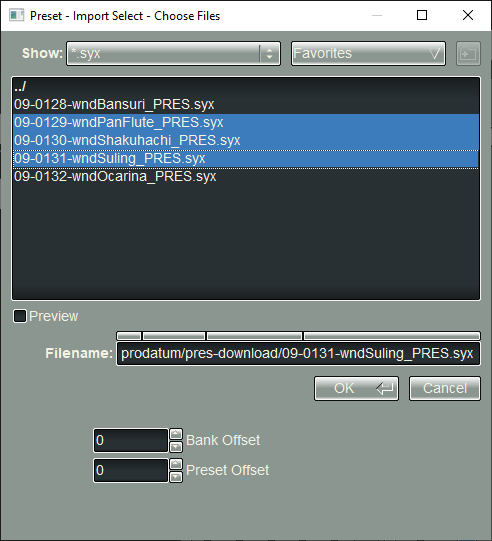 Preset - Import Select - Choose Files
Show: *.syx Favorites
../
09-0128-wndBansuri_PRES.syx
09-0129-wndPanFlute_PRES.syx
09-0130-wndShakuhachi_PRES.syx
09-0131-wndSuling_PRES.syx
09-0132-wndOcarina_PRES.syx
Preview
Filename: prodatum/pres-download/09-0131-wndSuling_PRES.syx
OK Cancel
0 Bank Offset
0 Preset Offset